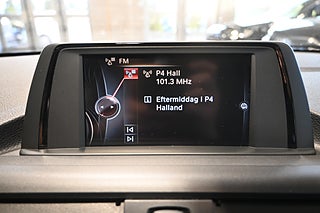 FM
P4 Hall
101.3 MHz
Eftermiddag i P4
Halland